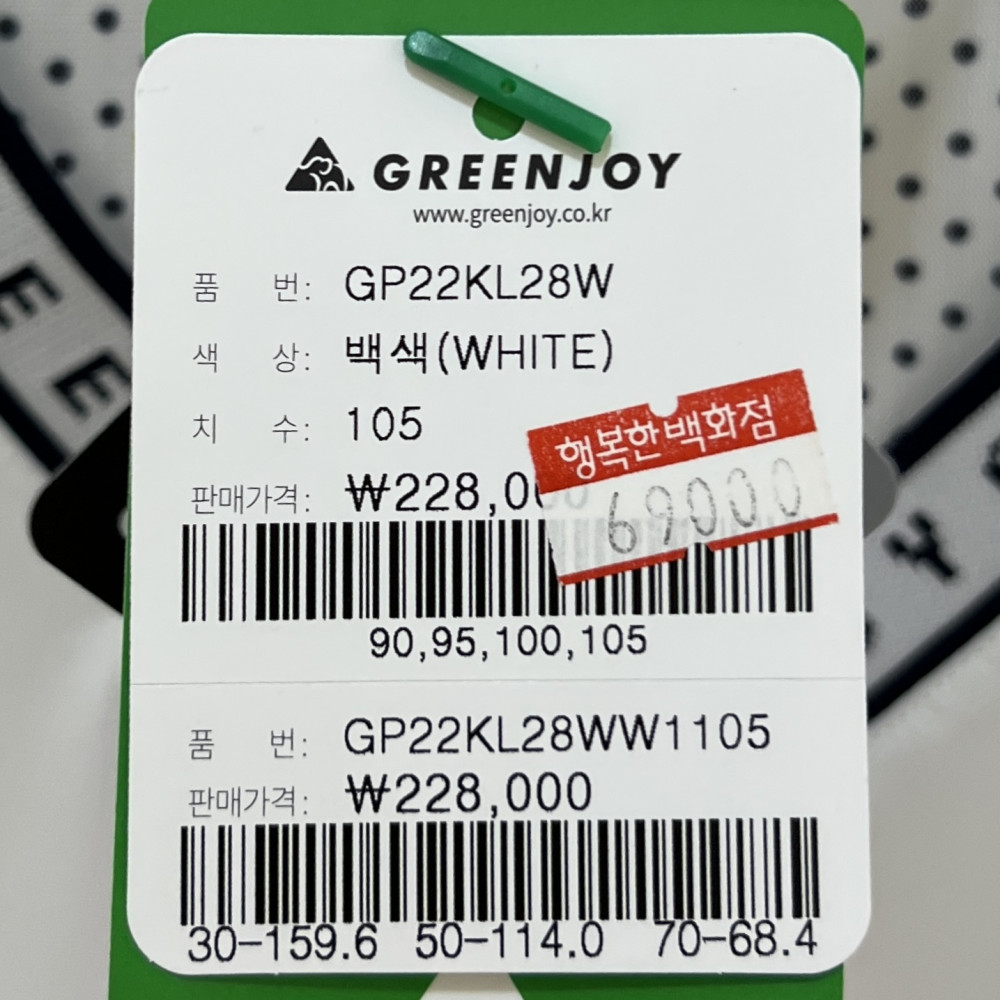 GREENJOY
www.greenjoy.co.kr
품 번: GP22KL28W
색 상: 백색(WHITE)
치 수: 105
행복한백화점
69000
판매가격: ₩228,000
90,95,100,105
품 번: GP22KL28WW1105
판매가격: ₩228,000
30-159.6 50-114.0 70-68.4